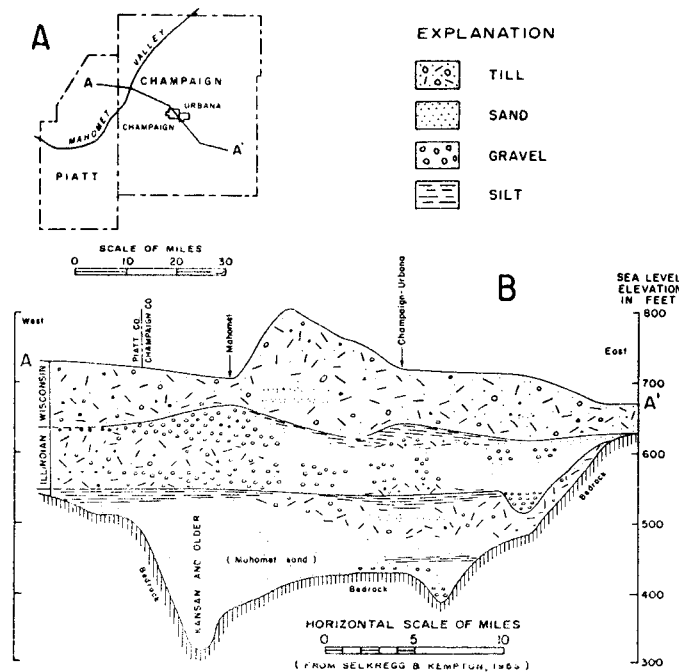 A
VALLEY
A
CHAMPAIGN
URBANA
CHAMPAIGN
MAHOMET
A'
PIATT
EXPLANATION
TILL
SAND
GRAVEL
SILT
SCALE OF MILES
0 10 20 30
B
SEA LEVEL
ELEVATION
IN FEET
West
PIATT CO.
CHAMPAIGN CO.
Mahomet
Champaign-Urbana
East
800
A
700
A'
WISCONSIN
ILLINOIAN
600
500
400
300
Bedrock
KANSAN AND OLDER
(Mahomet sand)
Bedrock
Bedrock
HORIZONTAL SCALE OF MILES
0 5 10
(FROM SELKREGG & KEMPTON,